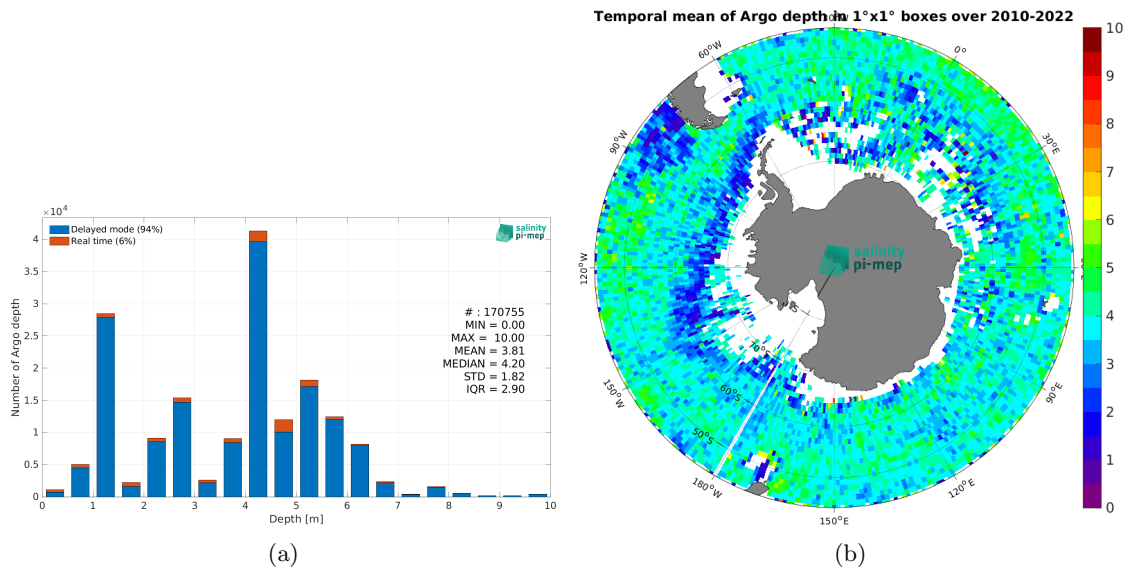 ×10⁴
Delayed mode (94%)
Real time (6%)
salinity
pi-mep
4
3.5
3
2.5
2
1.5
1
0.5
0
Number of Argo depth
# : 170755
MIN = 0.00
MAX = 10.00
MEAN = 3.81
MEDIAN = 4.20
STD = 1.82
IQR = 2.90
0 1 2 3 4 5 6 7 8 9 10
Depth [m]
(a)
Temporal mean of Argo depth in 1°x1° boxes over 2010-2022
60°W
0°
30°E
90°W
120°W
150°W
180°W
150°E
120°E
90°E
70°S
60°S
50°S
salinity
pi-mep
10
9
8
7
6
5
4
3
2
1
0
(b)